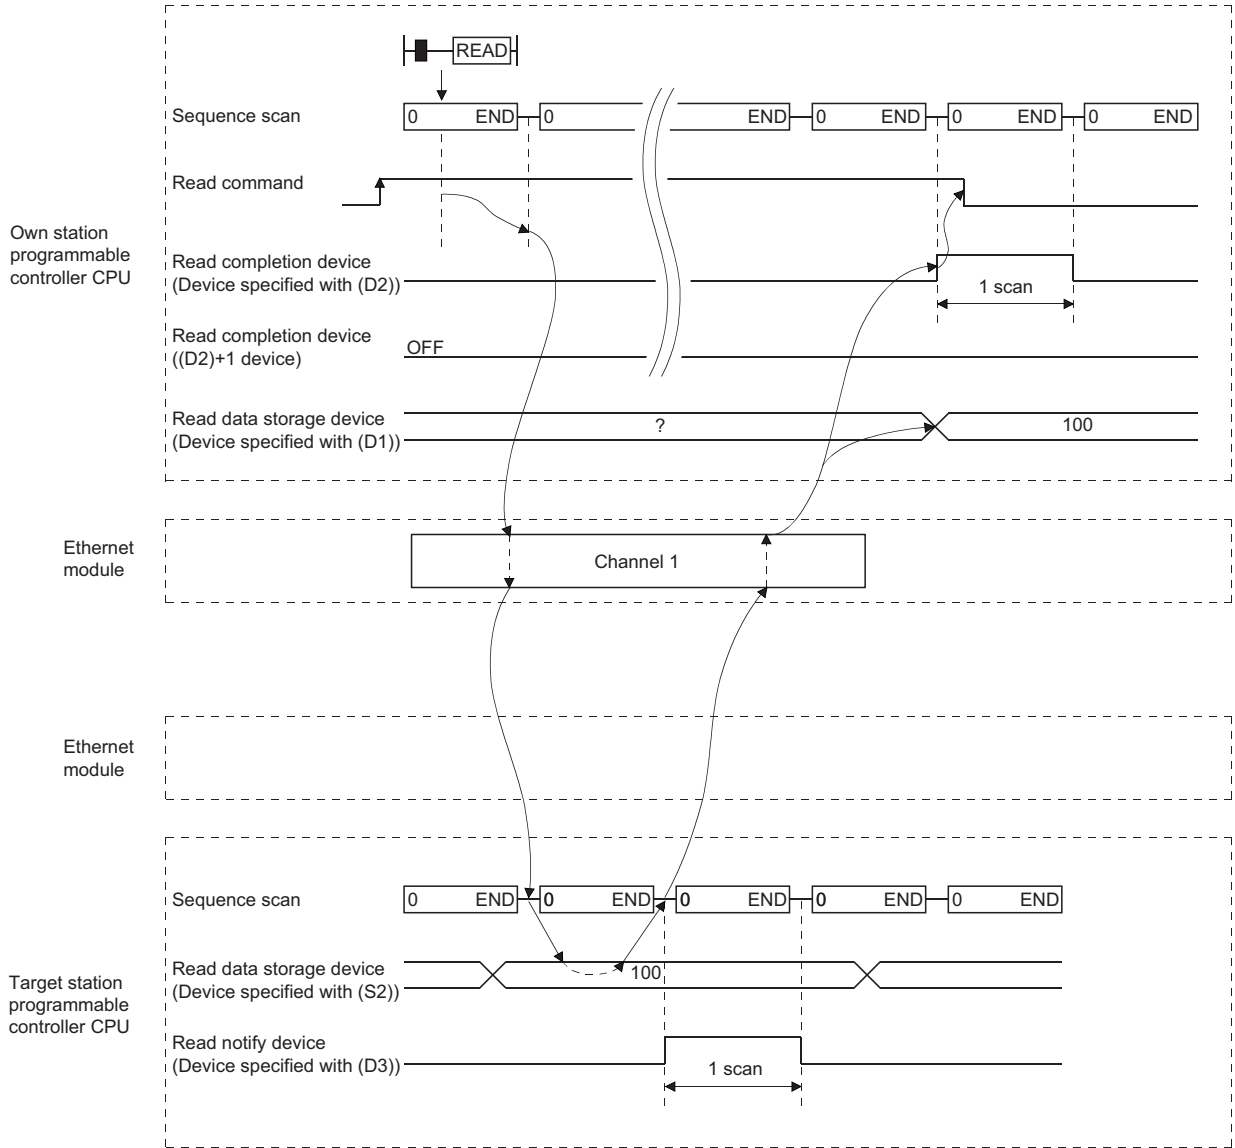 READ
Sequence scan
0 END 0 END 0 END 0 END 0 END
Read command
Own station
programmable
controller CPU
Read completion device
(Device specified with (D2))
1 scan
Read completion device
((D2)+1 device)
OFF
Read data storage device
(Device specified with (D1))
? 100
Ethernet
module
Channel 1
Ethernet
module
Sequence scan
0 END 0 END 0 END 0 END 0 END
Target station
programmable
controller CPU
Read data storage device
(Device specified with (S2))
100
Read notify device
(Device specified with (D3))
1 scan